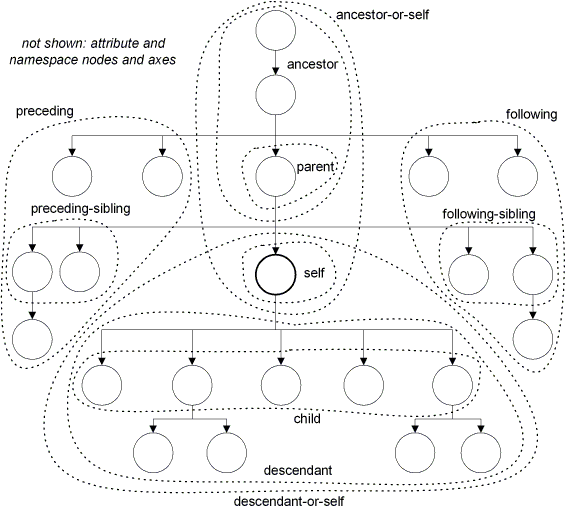 ancestor-or-self
not shown: attribute and
namespace nodes and axes
ancestor
preceding
following
parent
preceding-sibling
following-sibling
self
child
descendant
descendant-or-self